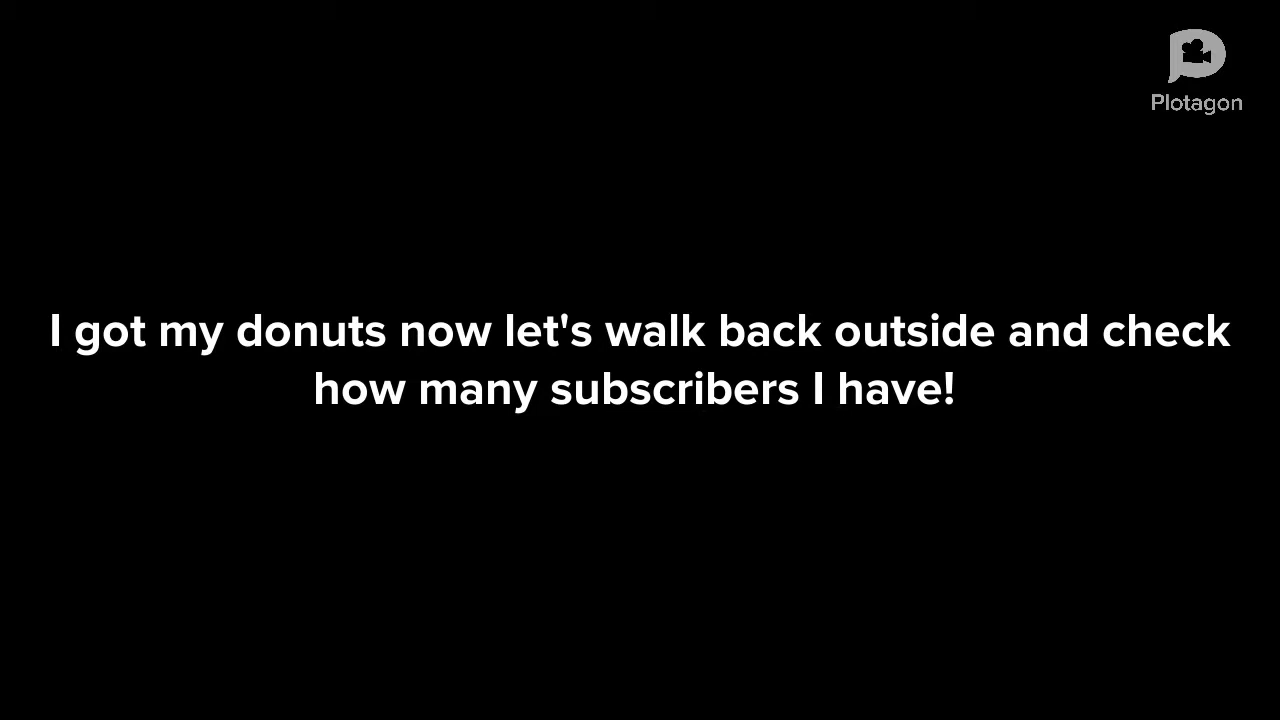 Plotagon
I got my donuts now let's walk back outside and check
how many subscribers I have!